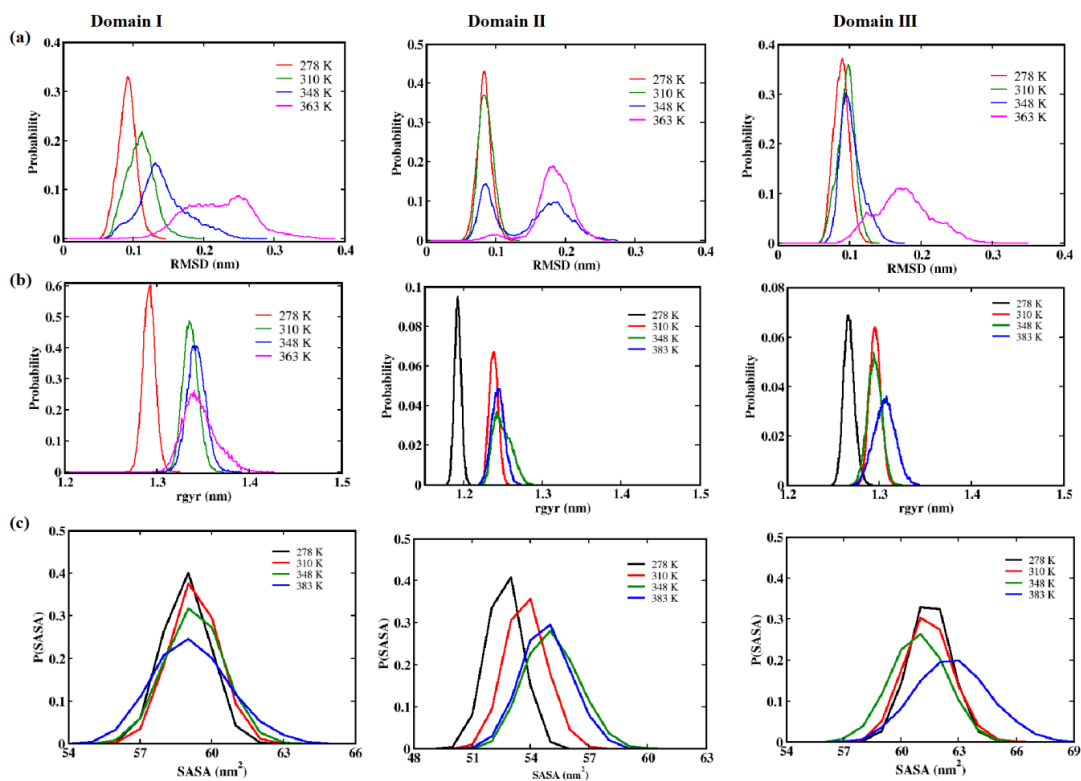 Domain I
Domain II
Domain III
(a)
0.4
0.3
0.2
0.1
0
Probability
278 K
310 K
348 K
363 K
0 0.1 0.2 0.3 0.4
RMSD (nm)
0.5
0.4
0.3
0.2
0.1
0
Probability
278 K
310 K
348 K
363 K
0 0.1 0.2 0.3 0.4
RMSD (nm)
0.4
0.3
0.2
0.1
0
Probability
278 K
310 K
348 K
363 K
0 0.1 0.2 0.3 0.4
RMSD (nm)
(b)
0.6
0.5
0.4
0.3
0.2
0.1
0
Probability
278 K
310 K
348 K
363 K
1.2 1.3 1.4 1.5
rgyr (nm)
0.1
0.08
0.06
0.04
0.02
0
Probability
278 K
310 K
348 K
383 K
1.2 1.3 1.4 1.5
rgyr (nm)
0.08
0.06
0.04
0.02
0
Probability
278 K
310 K
348 K
383 K
1.2 1.3 1.4 1.5
rgyr (nm)
(c)
0.5
0.4
0.3
0.2
0.1
0
P(SASA)
278 K
310 K
348 K
383 K
54 57 60 63 66
SASA (nm²)
0.5
0.4
0.3
0.2
0.1
0
P(SASA)
278 K
310 K
348 K
383 K
48 51 54 57 60 63
SASA (nm²)
0.5
0.4
0.3
0.2
0.1
0
P(SASA)
278 K
310 K
348 K
383 K
54 57 60 63 66 69
SASA (nm²)